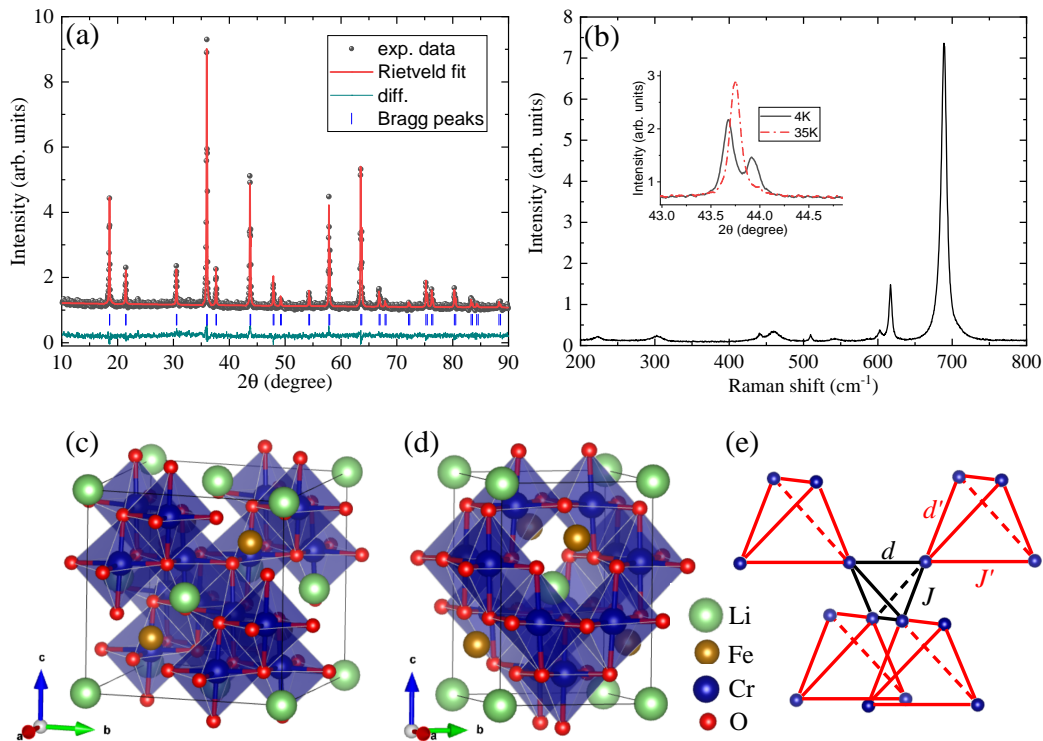 (a)
exp. data
Rietveld fit
diff.
Bragg peaks
Intensity (arb. units)
10
8
6
4
2
0
10 20 30 40 50 60 70 80 90
2θ (degree)
(b)
Intensity (arb. units)
8
7
6
5
4
3
2
1
0
200 300 400 500 600 700 800
Raman shift (cm⁻¹)
Intensity (arb. units)
3
2
1
4K
35K
43.0 43.5 44.0 44.5
2θ (degree)
(c)
c
a
b
(d)
c
a
b
Li
Fe
Cr
O
(e)
d'
d
J
J'